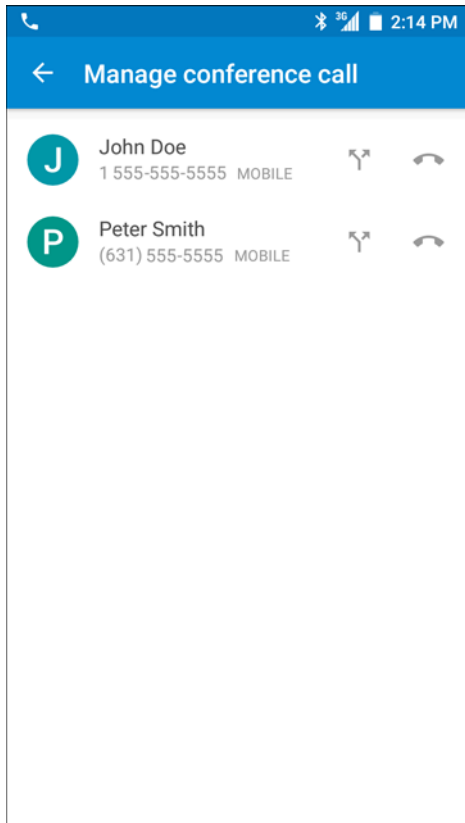 3G 2:14 PM
Manage conference call
J John Doe
1 555-555-5555 MOBILE
P Peter Smith
(631) 555-5555 MOBILE